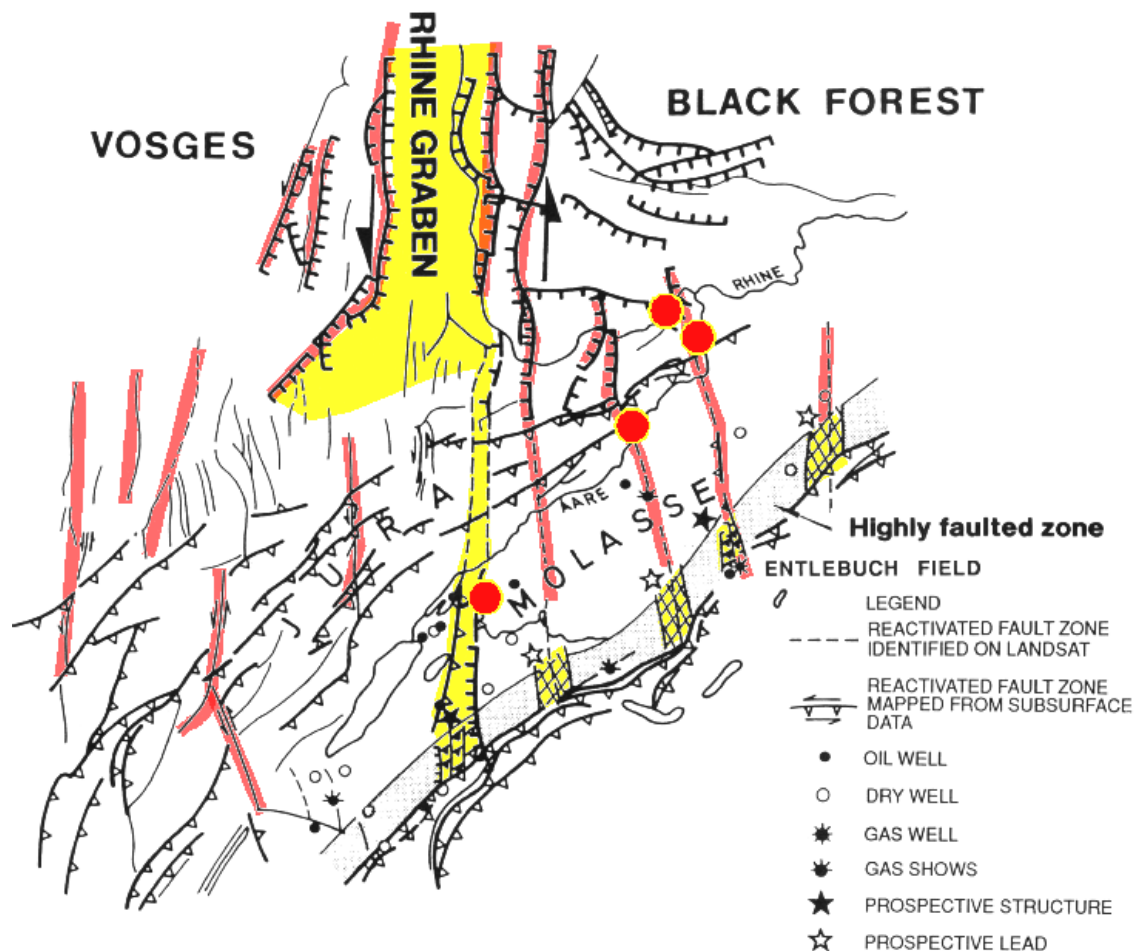 RHINE GRABEN
BLACK FOREST
VOSGES
RHINE
JURA
AARE
MOLASSE
Highly faulted zone
ENTLEBUCH FIELD
LEGEND
REACTIVATED FAULT ZONE
IDENTIFIED ON LANDSAT
REACTIVATED FAULT ZONE
MAPPED FROM SUBSURFACE
DATA
OIL WELL
DRY WELL
GAS WELL
GAS SHOWS
PROSPECTIVE STRUCTURE
PROSPECTIVE LEAD